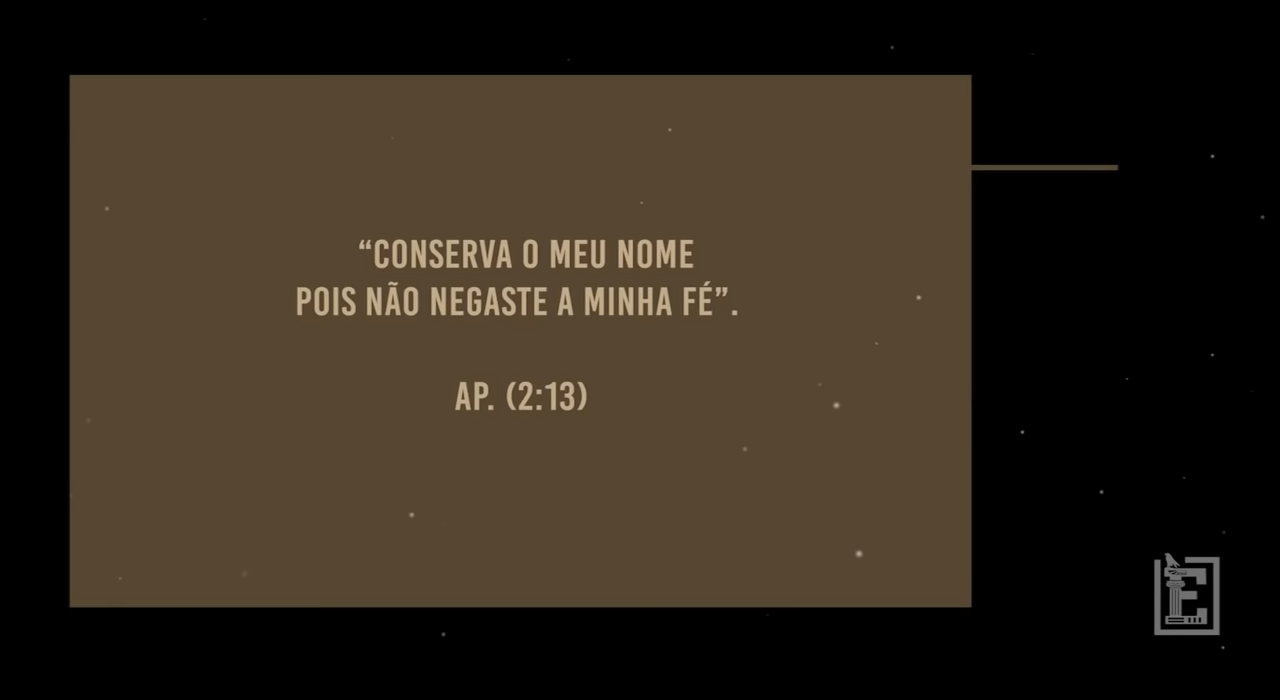 “CONSERVA O MEU NOME
POIS NÃO NEGASTE A MINHA FÉ”.
AP. (2:13)
E